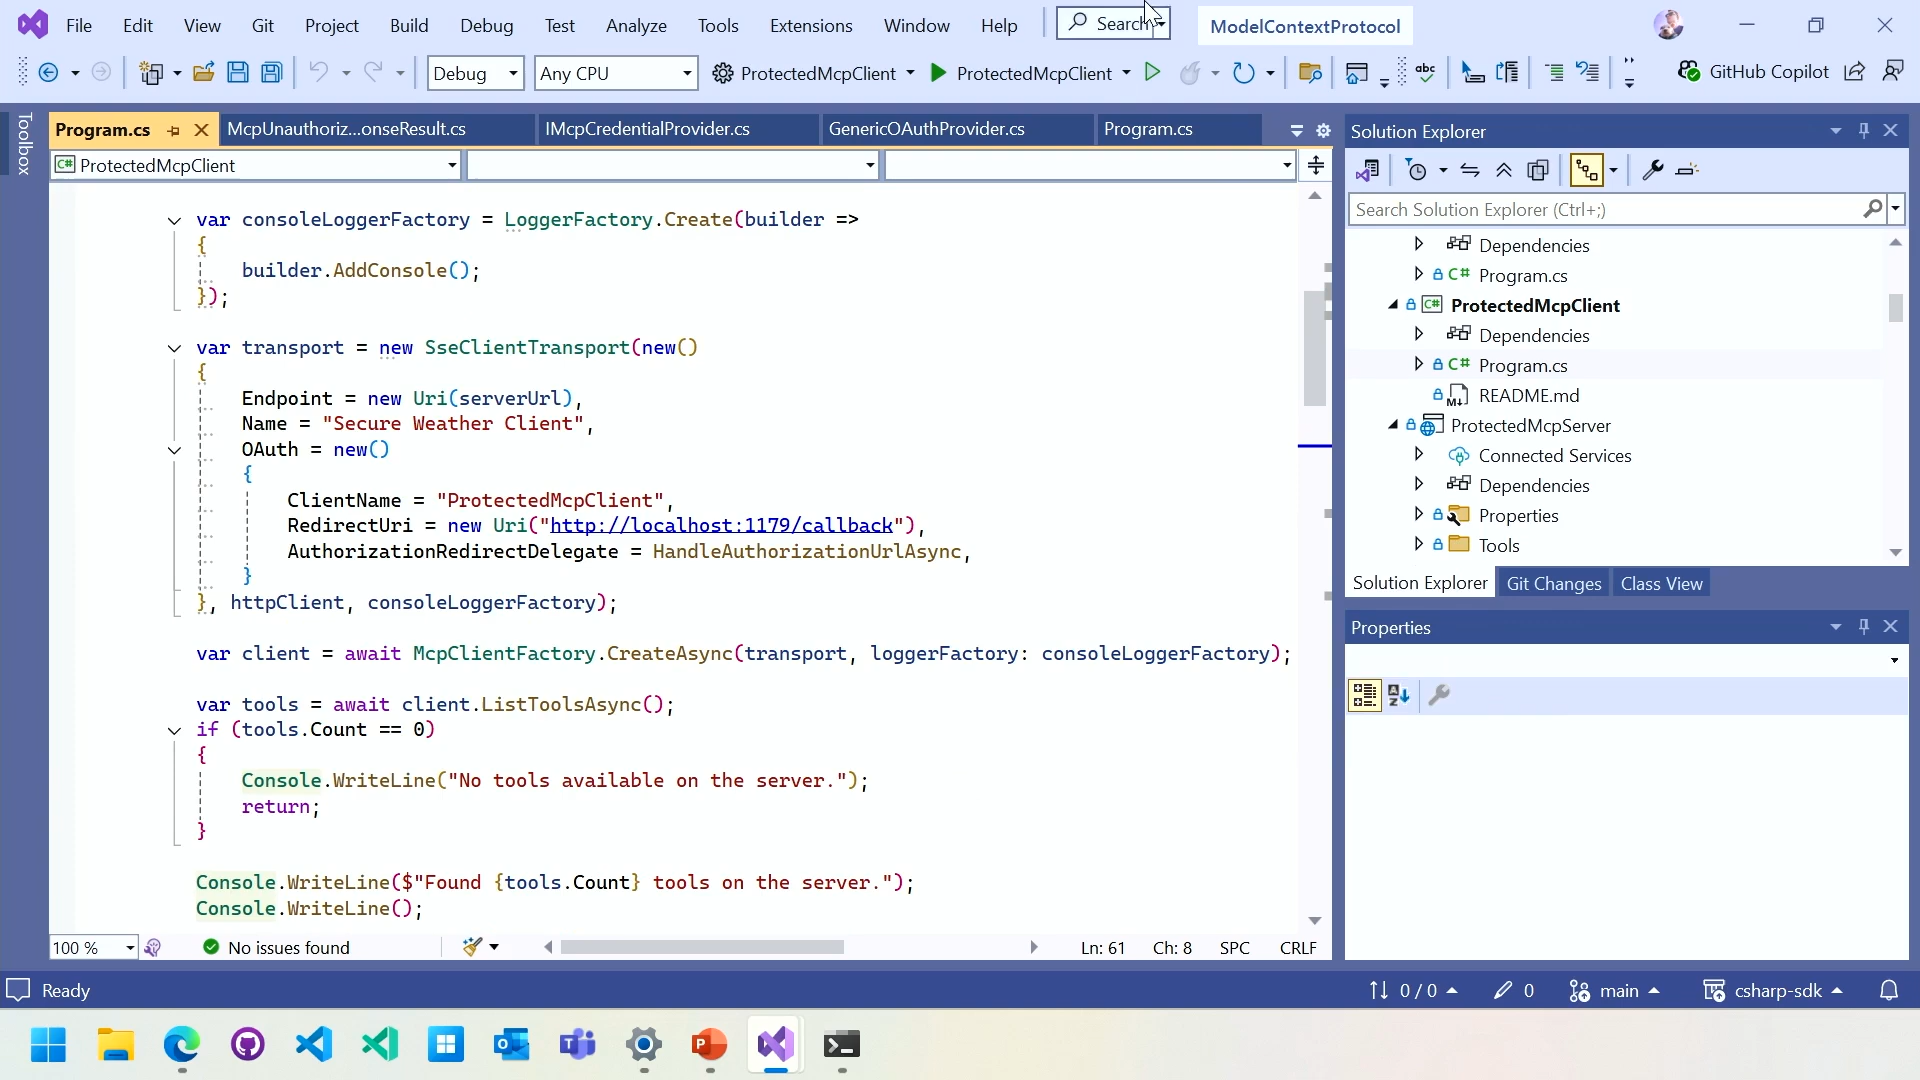 File Edit View Git Project Build Debug Test Analyze Tools Extensions Window Help Search ModelContextProtocol
Debug Any CPU ProtectedMcpClient ProtectedMcpClient abc GitHub Copilot
Toolbox
Program.cs McpUnauthoriz...onseResult.cs IMcpCredentialProvider.cs GenericOAuthProvider.cs Program.cs
C# ProtectedMcpClient
var consoleLoggerFactory = LoggerFactory.Create(builder =>
{
builder.AddConsole();
});
var transport = new SseClientTransport(new()
{
Endpoint = new Uri(serverUrl),
Name = "Secure Weather Client",
OAuth = new()
{
ClientName = "ProtectedMcpClient",
RedirectUri = new Uri("http://localhost:1179/callback"),
AuthorizationRedirectDelegate = HandleAuthorizationUrlAsync,
}
}, httpClient, consoleLoggerFactory);
var client = await McpClientFactory.CreateAsync(transport, loggerFactory: consoleLoggerFactory);
var tools = await client.ListToolsAsync();
if (tools.Count == 0)
{
Console.WriteLine("No tools available on the server.");
return;
}
Console.WriteLine($"Found {tools.Count} tools on the server.");
Console.WriteLine();
100 % No issues found Ln: 61 Ch: 8 SPC CRLF
Solution Explorer
Search Solution Explorer (Ctrl+;)
Dependencies
C# Program.cs
C# ProtectedMcpClient
Dependencies
C# Program.cs
M README.md
ProtectedMcpServer
Connected Services
Dependencies
Properties
Tools
Solution Explorer Git Changes Class View
Properties
A Z
Ready 0 / 0 0 main csharp-sdk
P